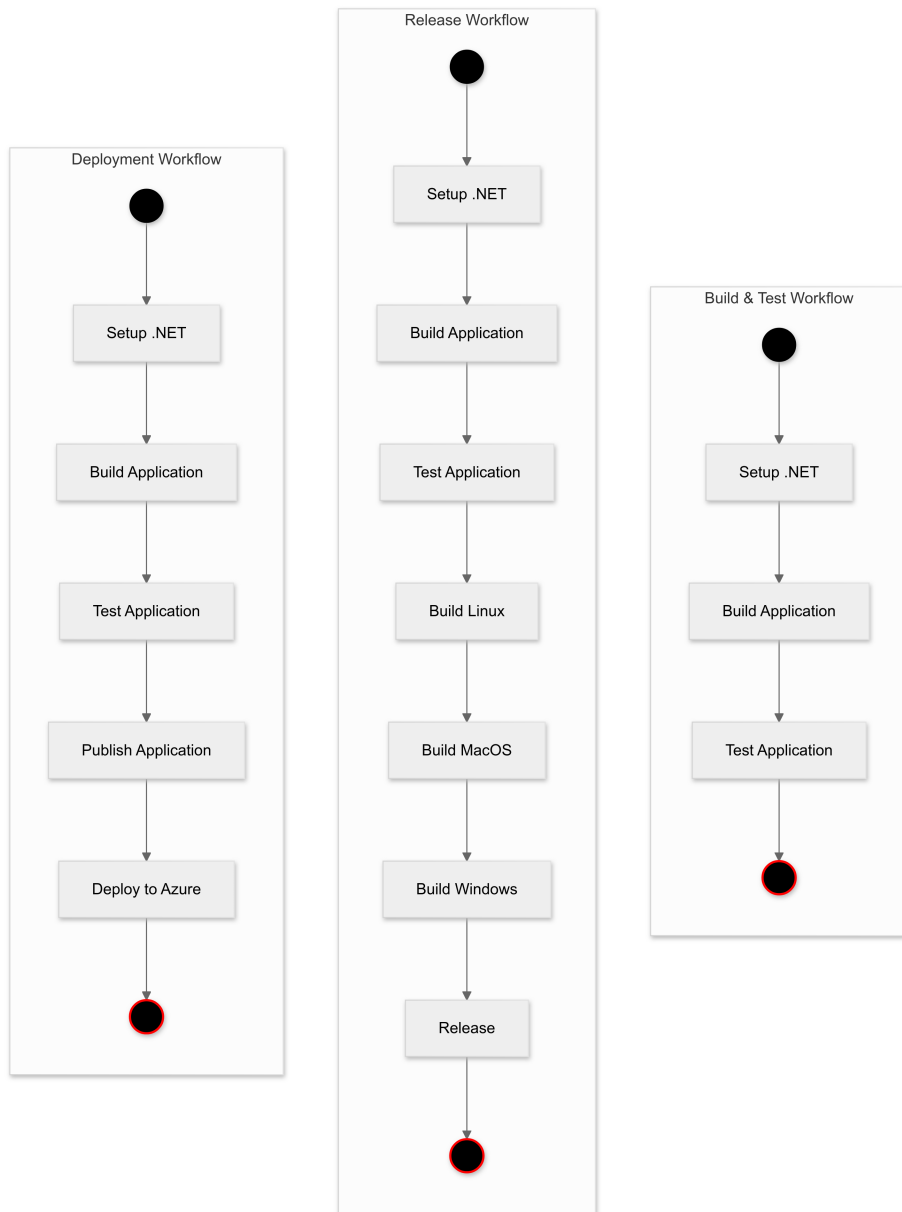 Deployment Workflow
Setup .NET
Build Application
Test Application
Publish Application
Deploy to Azure
Release Workflow
Setup .NET
Build Application
Test Application
Build Linux
Build MacOS
Build Windows
Release
Build & Test Workflow
Setup .NET
Build Application
Test Application